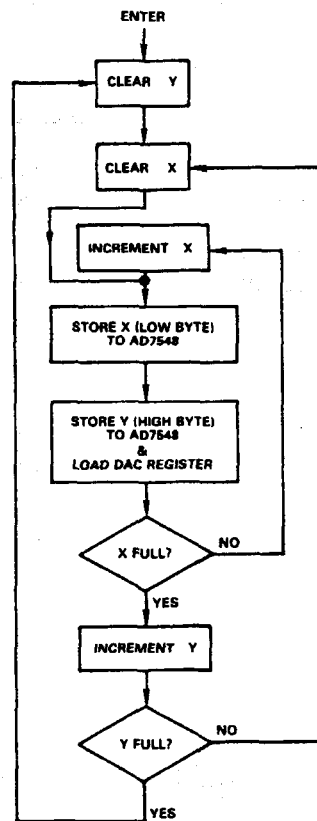 ENTER
CLEAR Y
CLEAR X
INCREMENT X
STORE X (LOW BYTE)
TO AD7548
STORE Y (HIGH BYTE)
TO AD7548
&
LOAD DAC REGISTER
X FULL?
NO
YES
INCREMENT Y
Y FULL?
NO
YES